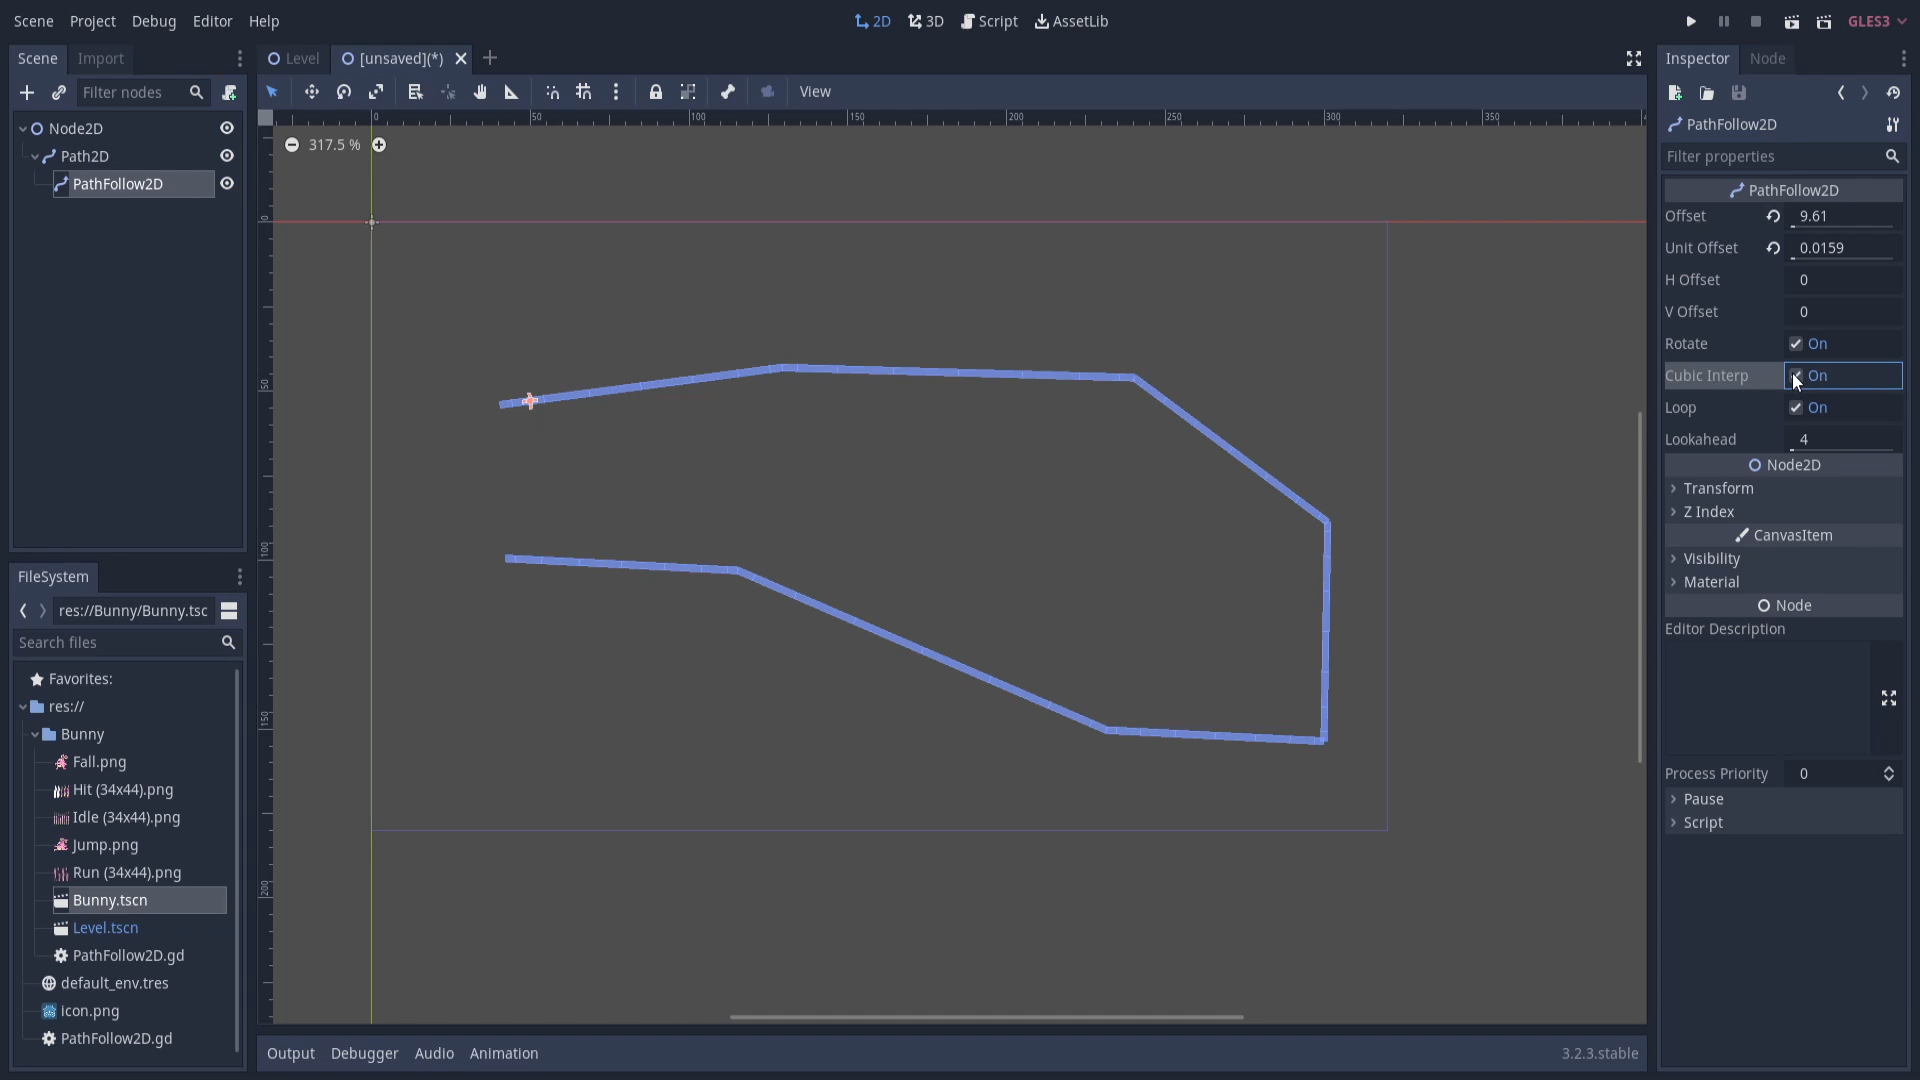 Scene Project Debug Editor Help
2D 3D Script AssetLib
GLES3
Scene Import
Level [unsaved](*)
Inspector Node
Filter nodes
View
Node2D
Path2D
PathFollow2D
0 50 100 150 200 250 300 350
317.5 %
0
50
100
150
200
PathFollow2D
Filter properties
PathFollow2D
Offset 9.61
Unit Offset 0.0159
H Offset 0
V Offset 0
Rotate On
Cubic Interp On
Loop On
Lookahead 4
Node2D
Transform
Z Index
CanvasItem
Visibility
Material
Node
Editor Description
Process Priority 0
Pause
Script
FileSystem
res://Bunny/Bunny.tsc
Search files
Favorites:
res://
Bunny
Fall.png
Hit (34x44).png
Idle (34x44).png
Jump.png
Run (34x44).png
Bunny.tscn
Level.tscn
PathFollow2D.gd
default_env.tres
icon.png
PathFollow2D.gd
Output Debugger Audio Animation
3.2.3.stable